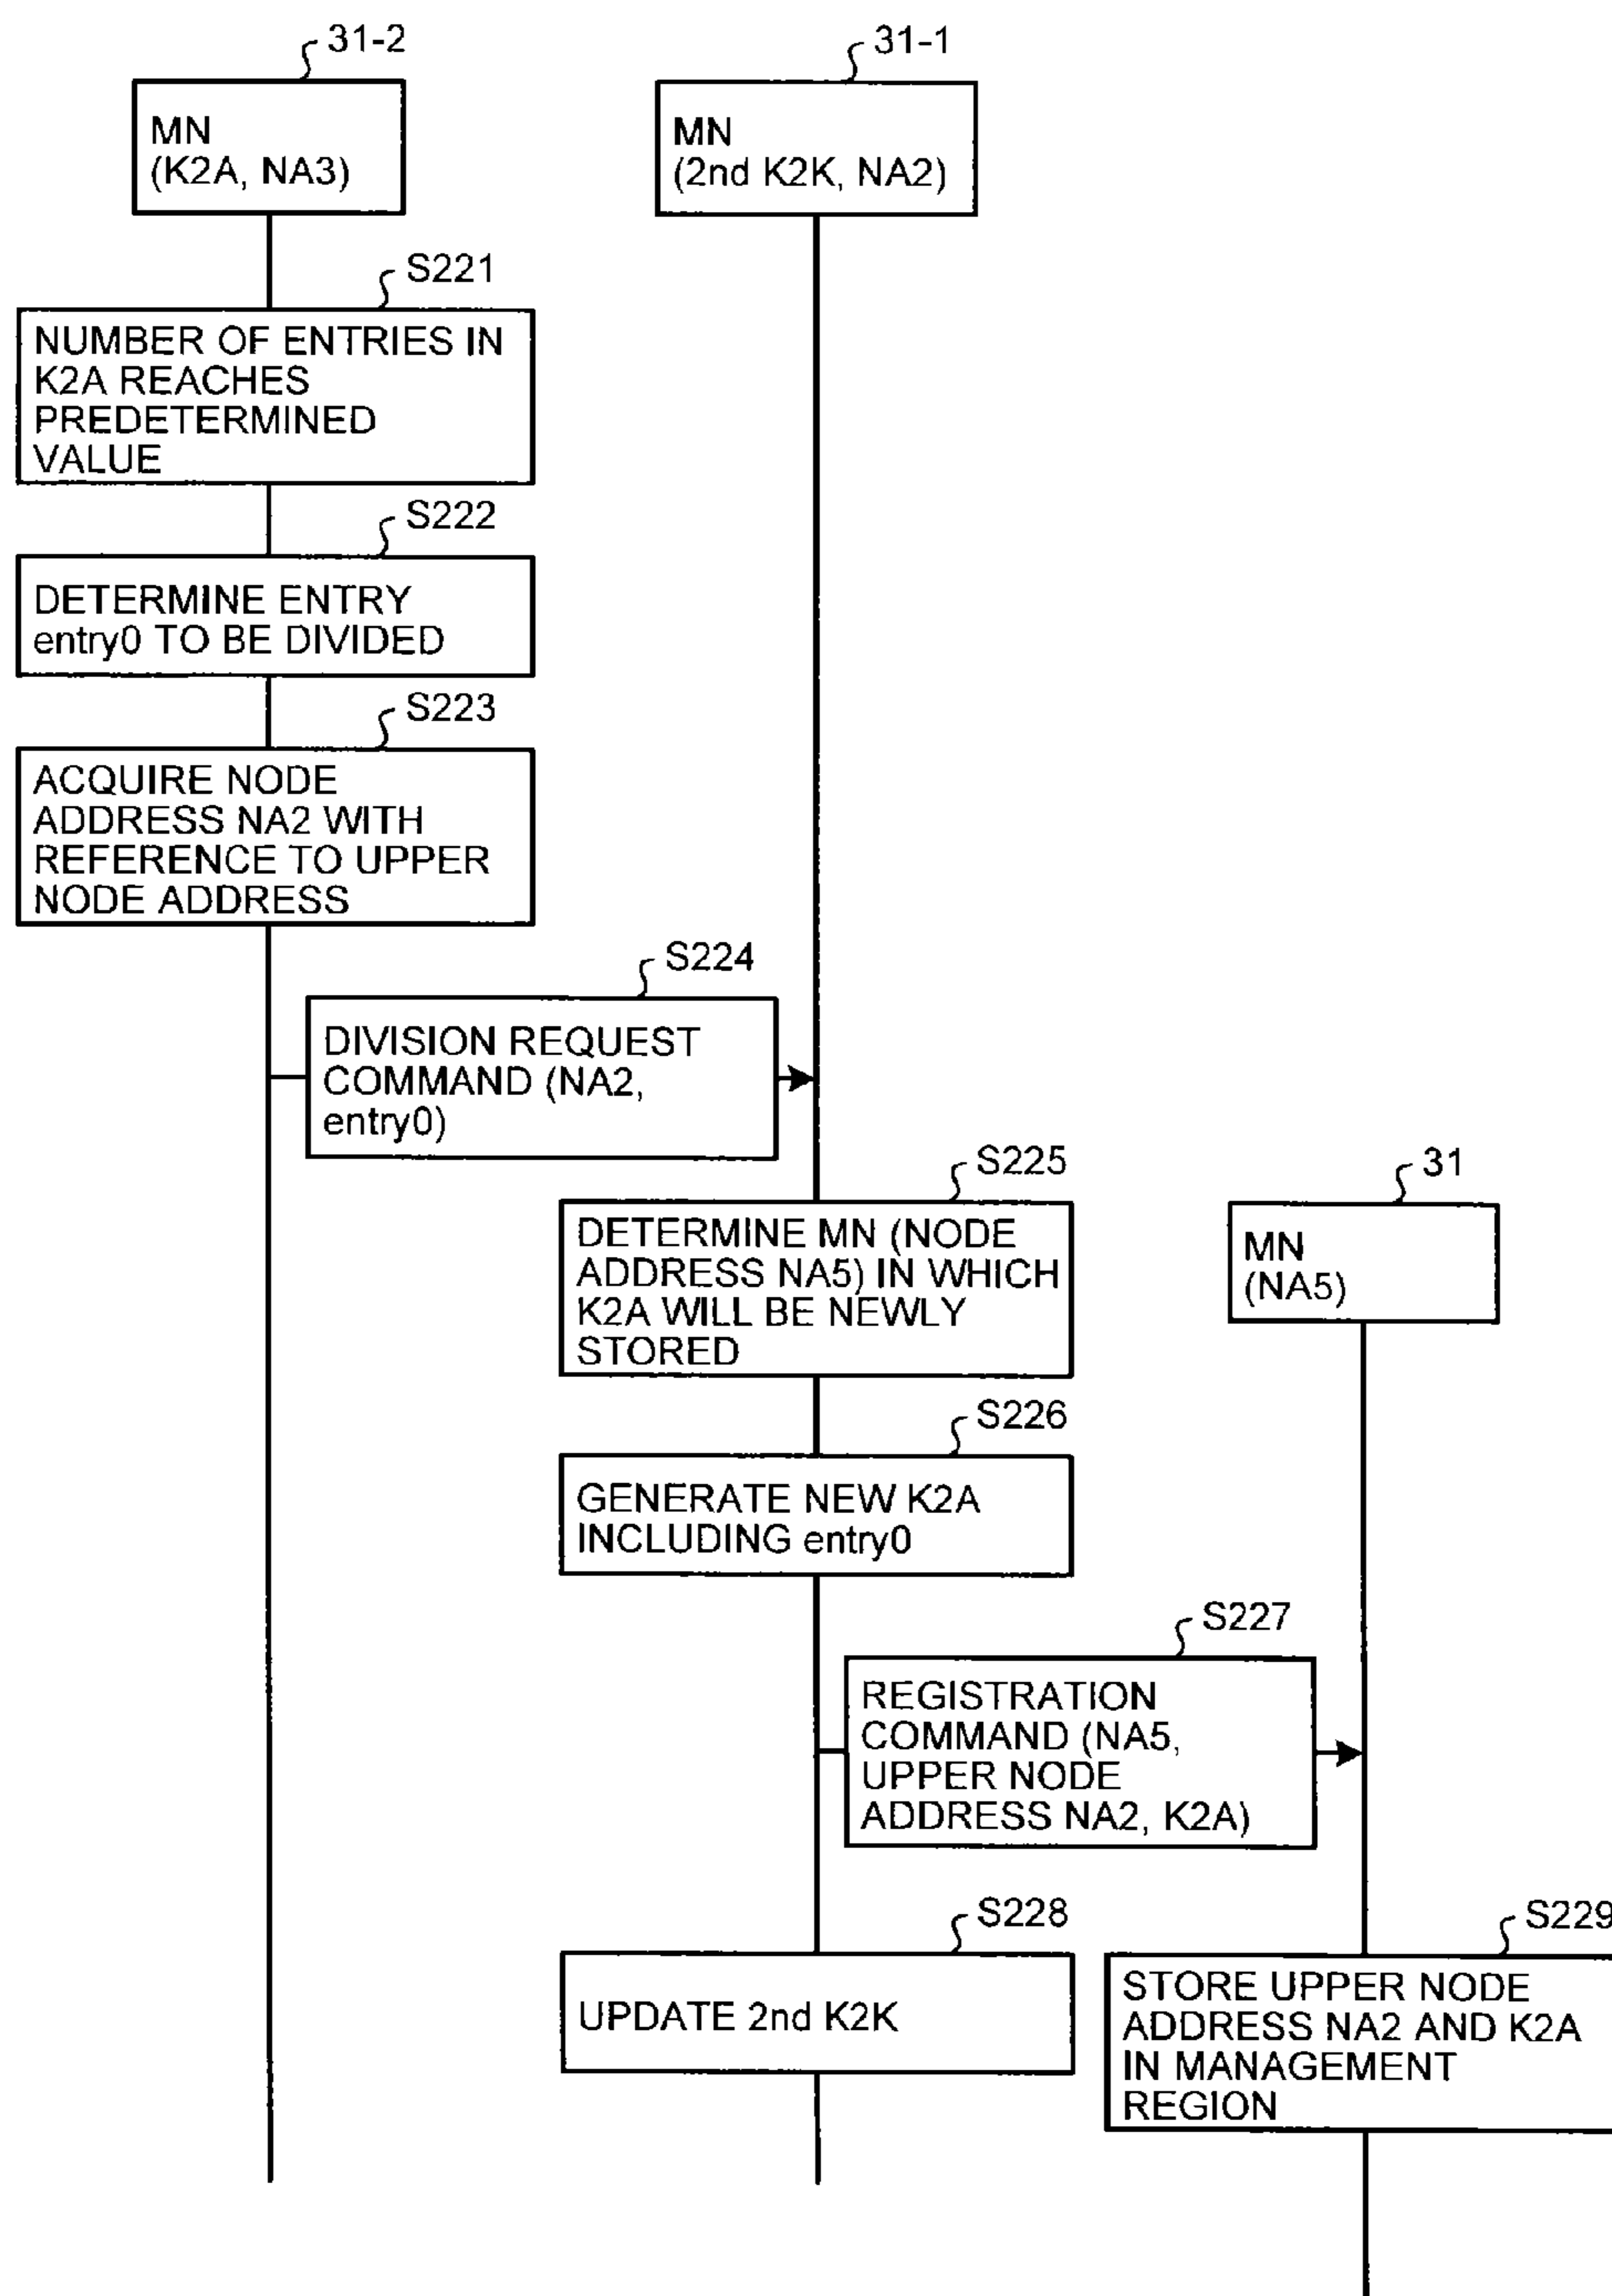 31-2
31-1
MN
(K2A, NA3)
MN
(2nd K2K, NA2)
S221
NUMBER OF ENTRIES IN
K2A REACHES
PREDETERMINED
VALUE
S222
DETERMINE ENTRY
entry0 TO BE DIVIDED
S223
ACQUIRE NODE
ADDRESS NA2 WITH
REFERENCE TO UPPER
NODE ADDRESS
S224
DIVISION REQUEST
COMMAND (NA2,
entry0)
S225
DETERMINE MN (NODE
ADDRESS NA5) IN WHICH
K2A WILL BE NEWLY
STORED
31
MN
(NA5)
S226
GENERATE NEW K2A
INCLUDING entry0
S227
REGISTRATION
COMMAND (NA5,
UPPER NODE
ADDRESS NA2, K2A)
S228
UPDATE 2nd K2K
S229
STORE UPPER NODE
ADDRESS NA2 AND K2A
IN MANAGEMENT
REGION